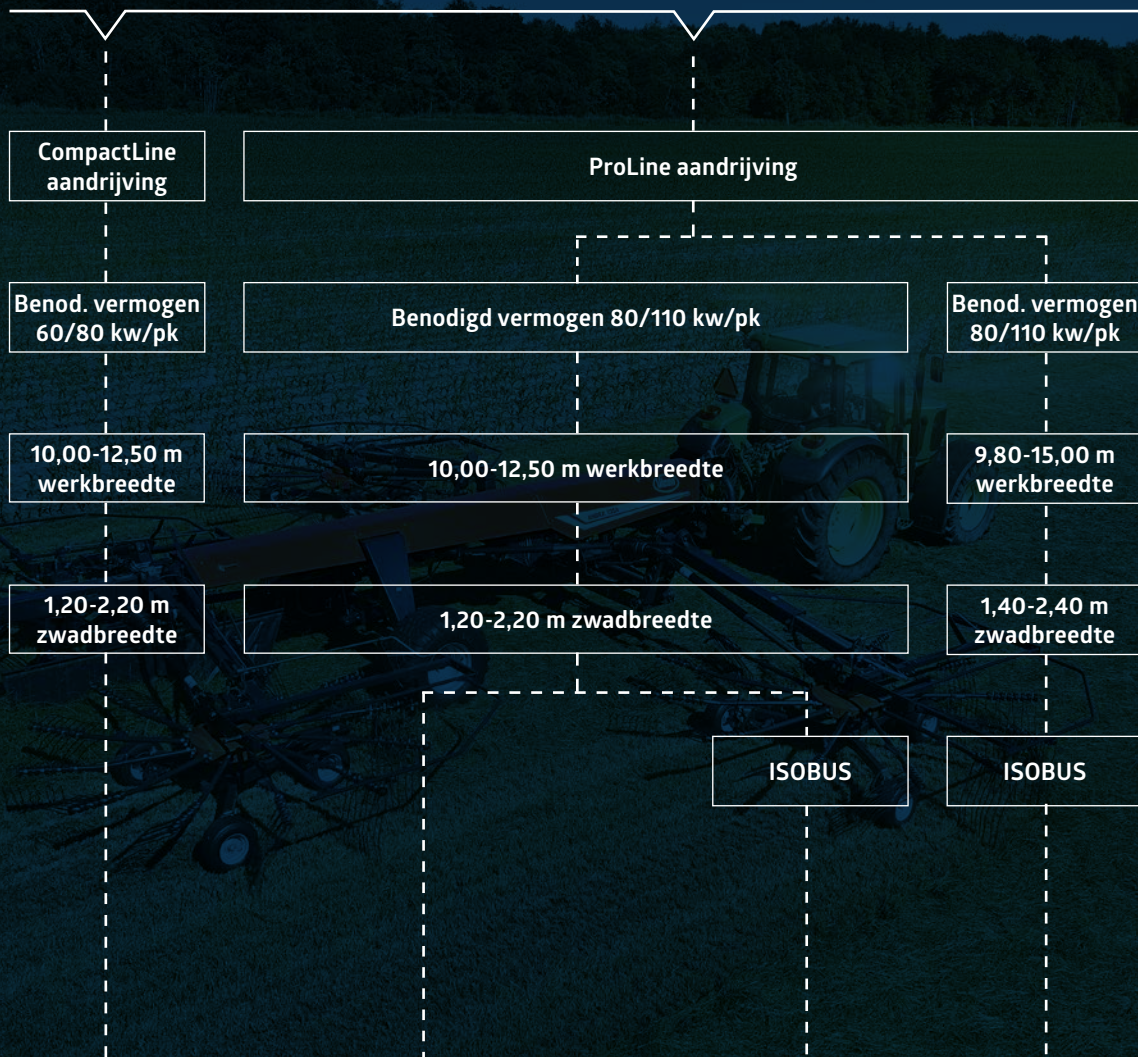 CompactLine
aandrijving
ProLine aandrijving
Benod. vermogen
60/80 kw/pk
Benodigd vermogen 80/110 kw/pk
Benod. vermogen
80/110 kw/pk
10,00-12,50 m
werkbreedte
10,00-12,50 m werkbreedte
9,80-15,00 m
werkbreedte
1,20-2,20 m
zwadbreedte
1,20-2,20 m zwadbreedte
1,40-2,40 m
zwadbreedte
ISOBUS
ISOBUS